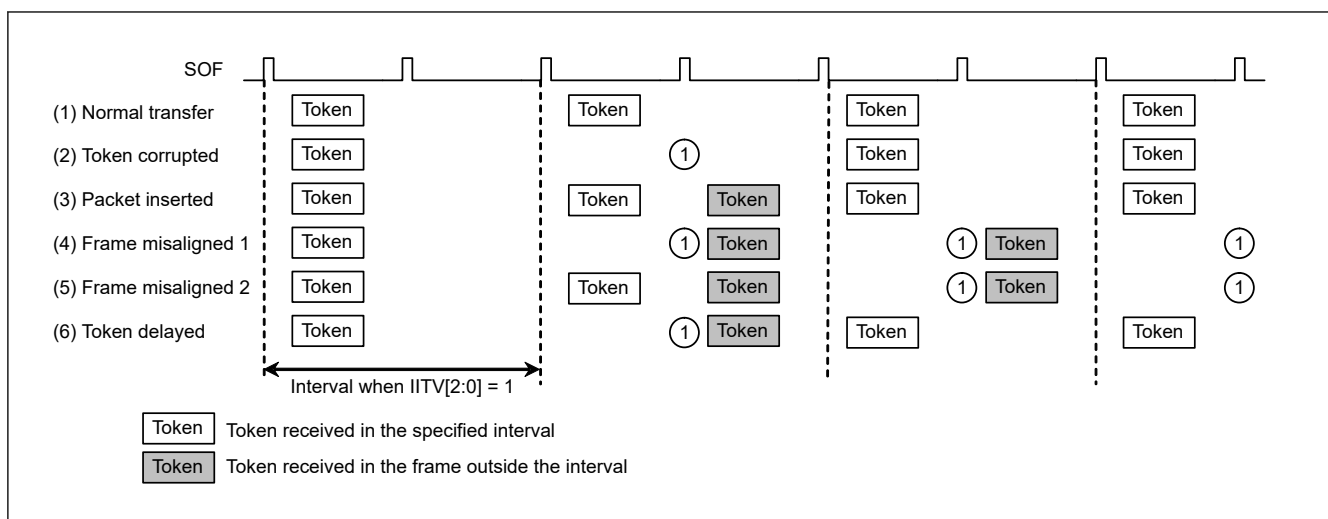 SOF
(1) Normal transfer Token Token Token Token
(2) Token corrupted Token 1 Token Token
(3) Packet inserted Token Token Token Token Token
(4) Frame misaligned 1 Token 1 Token 1 Token 1
(5) Frame misaligned 2 Token Token Token 1 Token 1
(6) Token delayed Token 1 Token Token Token
Interval when IITV[2:0] = 1
Token Token received in the specified interval
Token Token received in the frame outside the interval